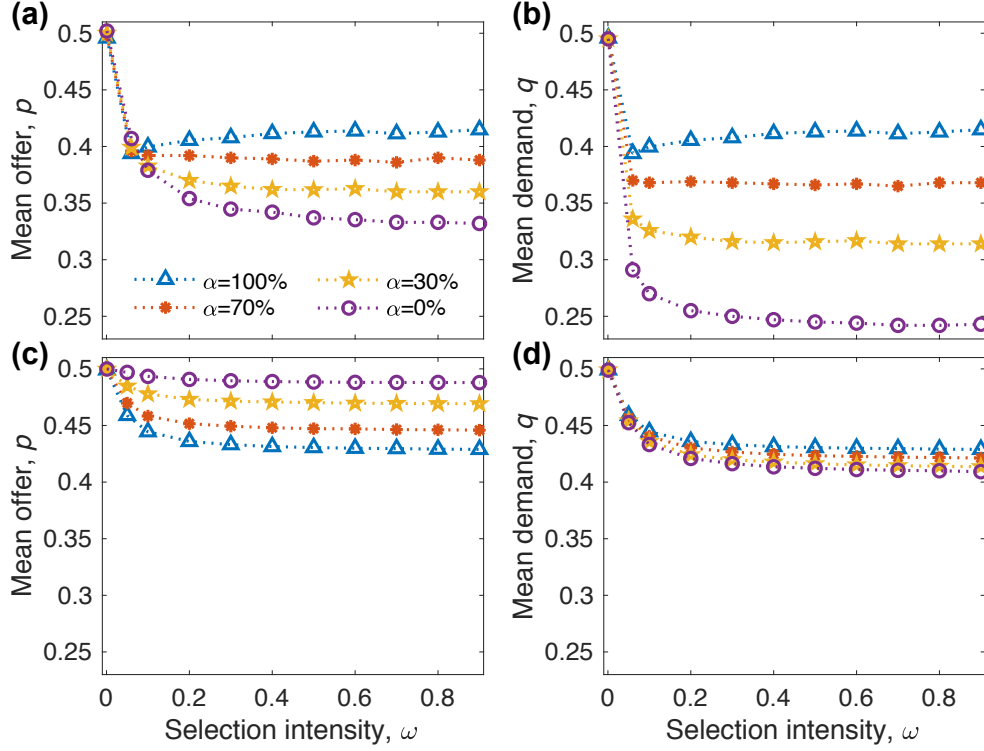 (a)
(b)
0.5
0.45
0.4
0.35
0.3
0.25
Mean offer, p
α=100%
α=30%
α=70%
α=0%
0.5
0.45
0.4
0.35
0.3
0.25
Mean demand, q
(c)
(d)
0.5
0.45
0.4
0.35
0.3
0.25
Mean offer, p
0 0.2 0.4 0.6 0.8
Selection intensity, ω
0.5
0.45
0.4
0.35
0.3
0.25
Mean demand, q
0 0.2 0.4 0.6 0.8
Selection intensity, ω